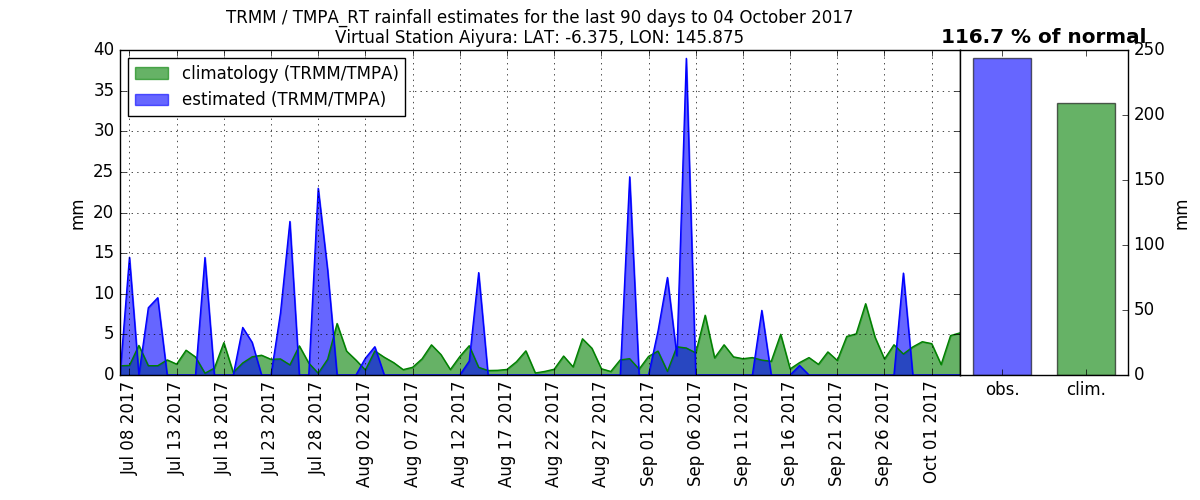 TRMM / TMPA_RT rainfall estimates for the last 90 days to 04 October 2017
Virtual Station Aiyura: LAT: -6.375, LON: 145.875
116.7 % of normal
climatology (TRMM/TMPA)
estimated (TRMM/TMPA)
40
35
30
25
20
15
10
5
0
mm
Jul 08 2017
Jul 13 2017
Jul 18 2017
Jul 23 2017
Jul 28 2017
Aug 02 2017
Aug 07 2017
Aug 12 2017
Aug 17 2017
Aug 22 2017
Aug 27 2017
Sep 01 2017
Sep 06 2017
Sep 11 2017
Sep 16 2017
Sep 21 2017
Sep 26 2017
Oct 01 2017
obs.
clim.
250
200
150
100
50
0
mm